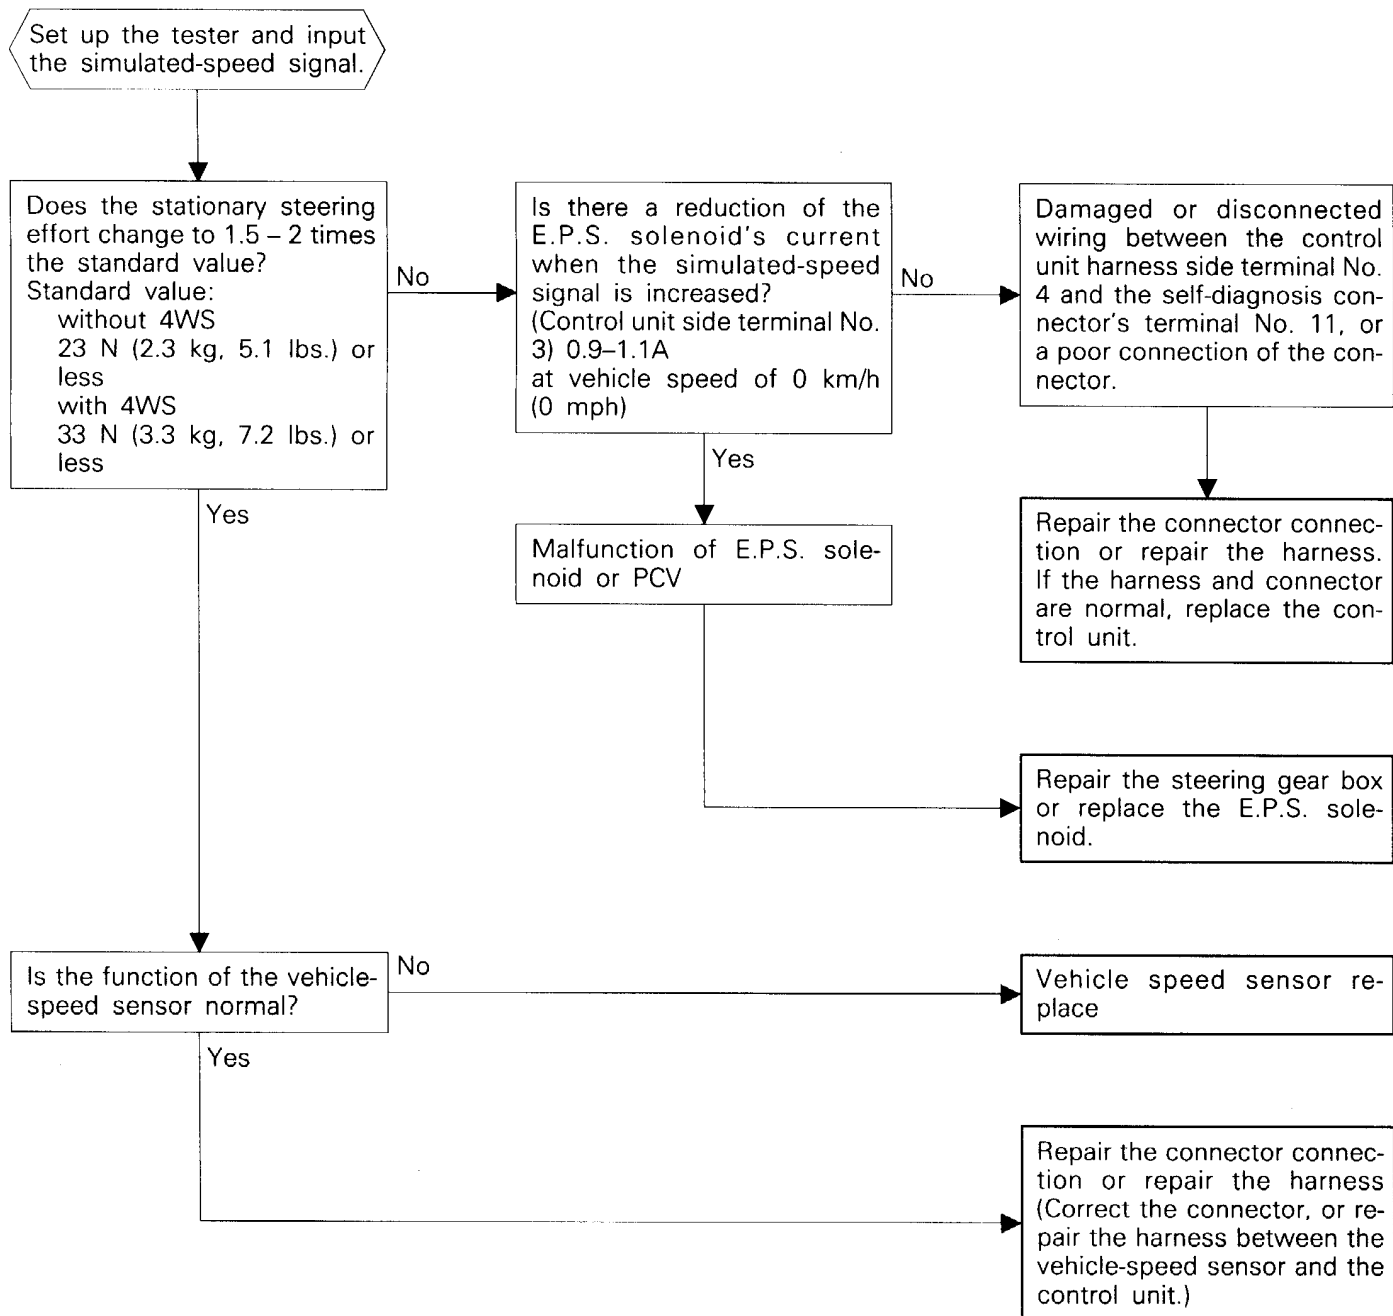 Set up the tester and input
the simulated-speed signal.
Does the stationary steering
effort change to 1.5 – 2 times
the standard value?
Standard value:
without 4WS
23 N (2.3 kg, 5.1 lbs.) or
less
with 4WS
33 N (3.3 kg, 7.2 lbs.) or
less
No
Is there a reduction of the
E.P.S. solenoid's current
when the simulated-speed
signal is increased?
(Control unit side terminal No.
3) 0.9–1.1A
at vehicle speed of 0 km/h
(0 mph)
No
Damaged or disconnected
wiring between the control
unit harness side terminal No.
4 and the self-diagnosis con-
nector's terminal No. 11, or
a poor connection of the con-
nector.
Yes
Yes
Malfunction of E.P.S. sole-
noid or PCV
Repair the connector connec-
tion or repair the harness.
If the harness and connector
are normal, replace the con-
trol unit.
Repair the steering gear box
or replace the E.P.S. sole-
noid.
Is the function of the vehicle-
speed sensor normal?
No
Vehicle speed sensor re-
place
Yes
Repair the connector connec-
tion or repair the harness
(Correct the connector, or re-
pair the harness between the
vehicle-speed sensor and the
control unit.)